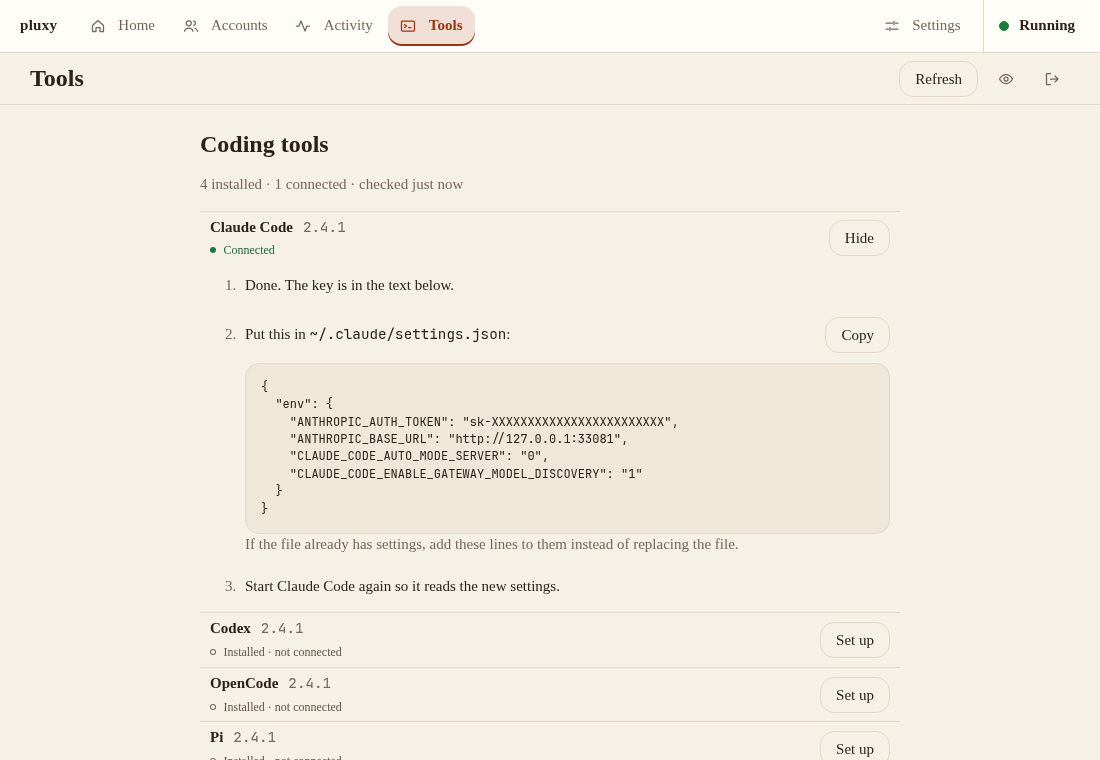 pluxy Home Accounts Activity Tools Settings Running
Tools Refresh
Coding tools
4 installed · 1 connected · checked just now
Claude Code 2.4.1
Connected
Hide
1. Done. The key is in the text below.
2. Put this in ~/.claude/settings.json:
Copy
{
  "env": {
    "ANTHROPIC_AUTH_TOKEN": "sk-XXXXXXXXXXXXXXXXXXXXXXXX",
    "ANTHROPIC_BASE_URL": "http://127.0.0.1:33081",
    "CLAUDE_CODE_AUTO_MODE_SERVER": "0",
    "CLAUDE_CODE_ENABLE_GATEWAY_MODEL_DISCOVERY": "1"
  }
}
If the file already has settings, add these lines to them instead of replacing the file.
3. Start Claude Code again so it reads the new settings.
Codex 2.4.1
Installed · not connected
Set up
OpenCode 2.4.1
Installed · not connected
Set up
Pi 2.4.1
Installed · not connected
Set up